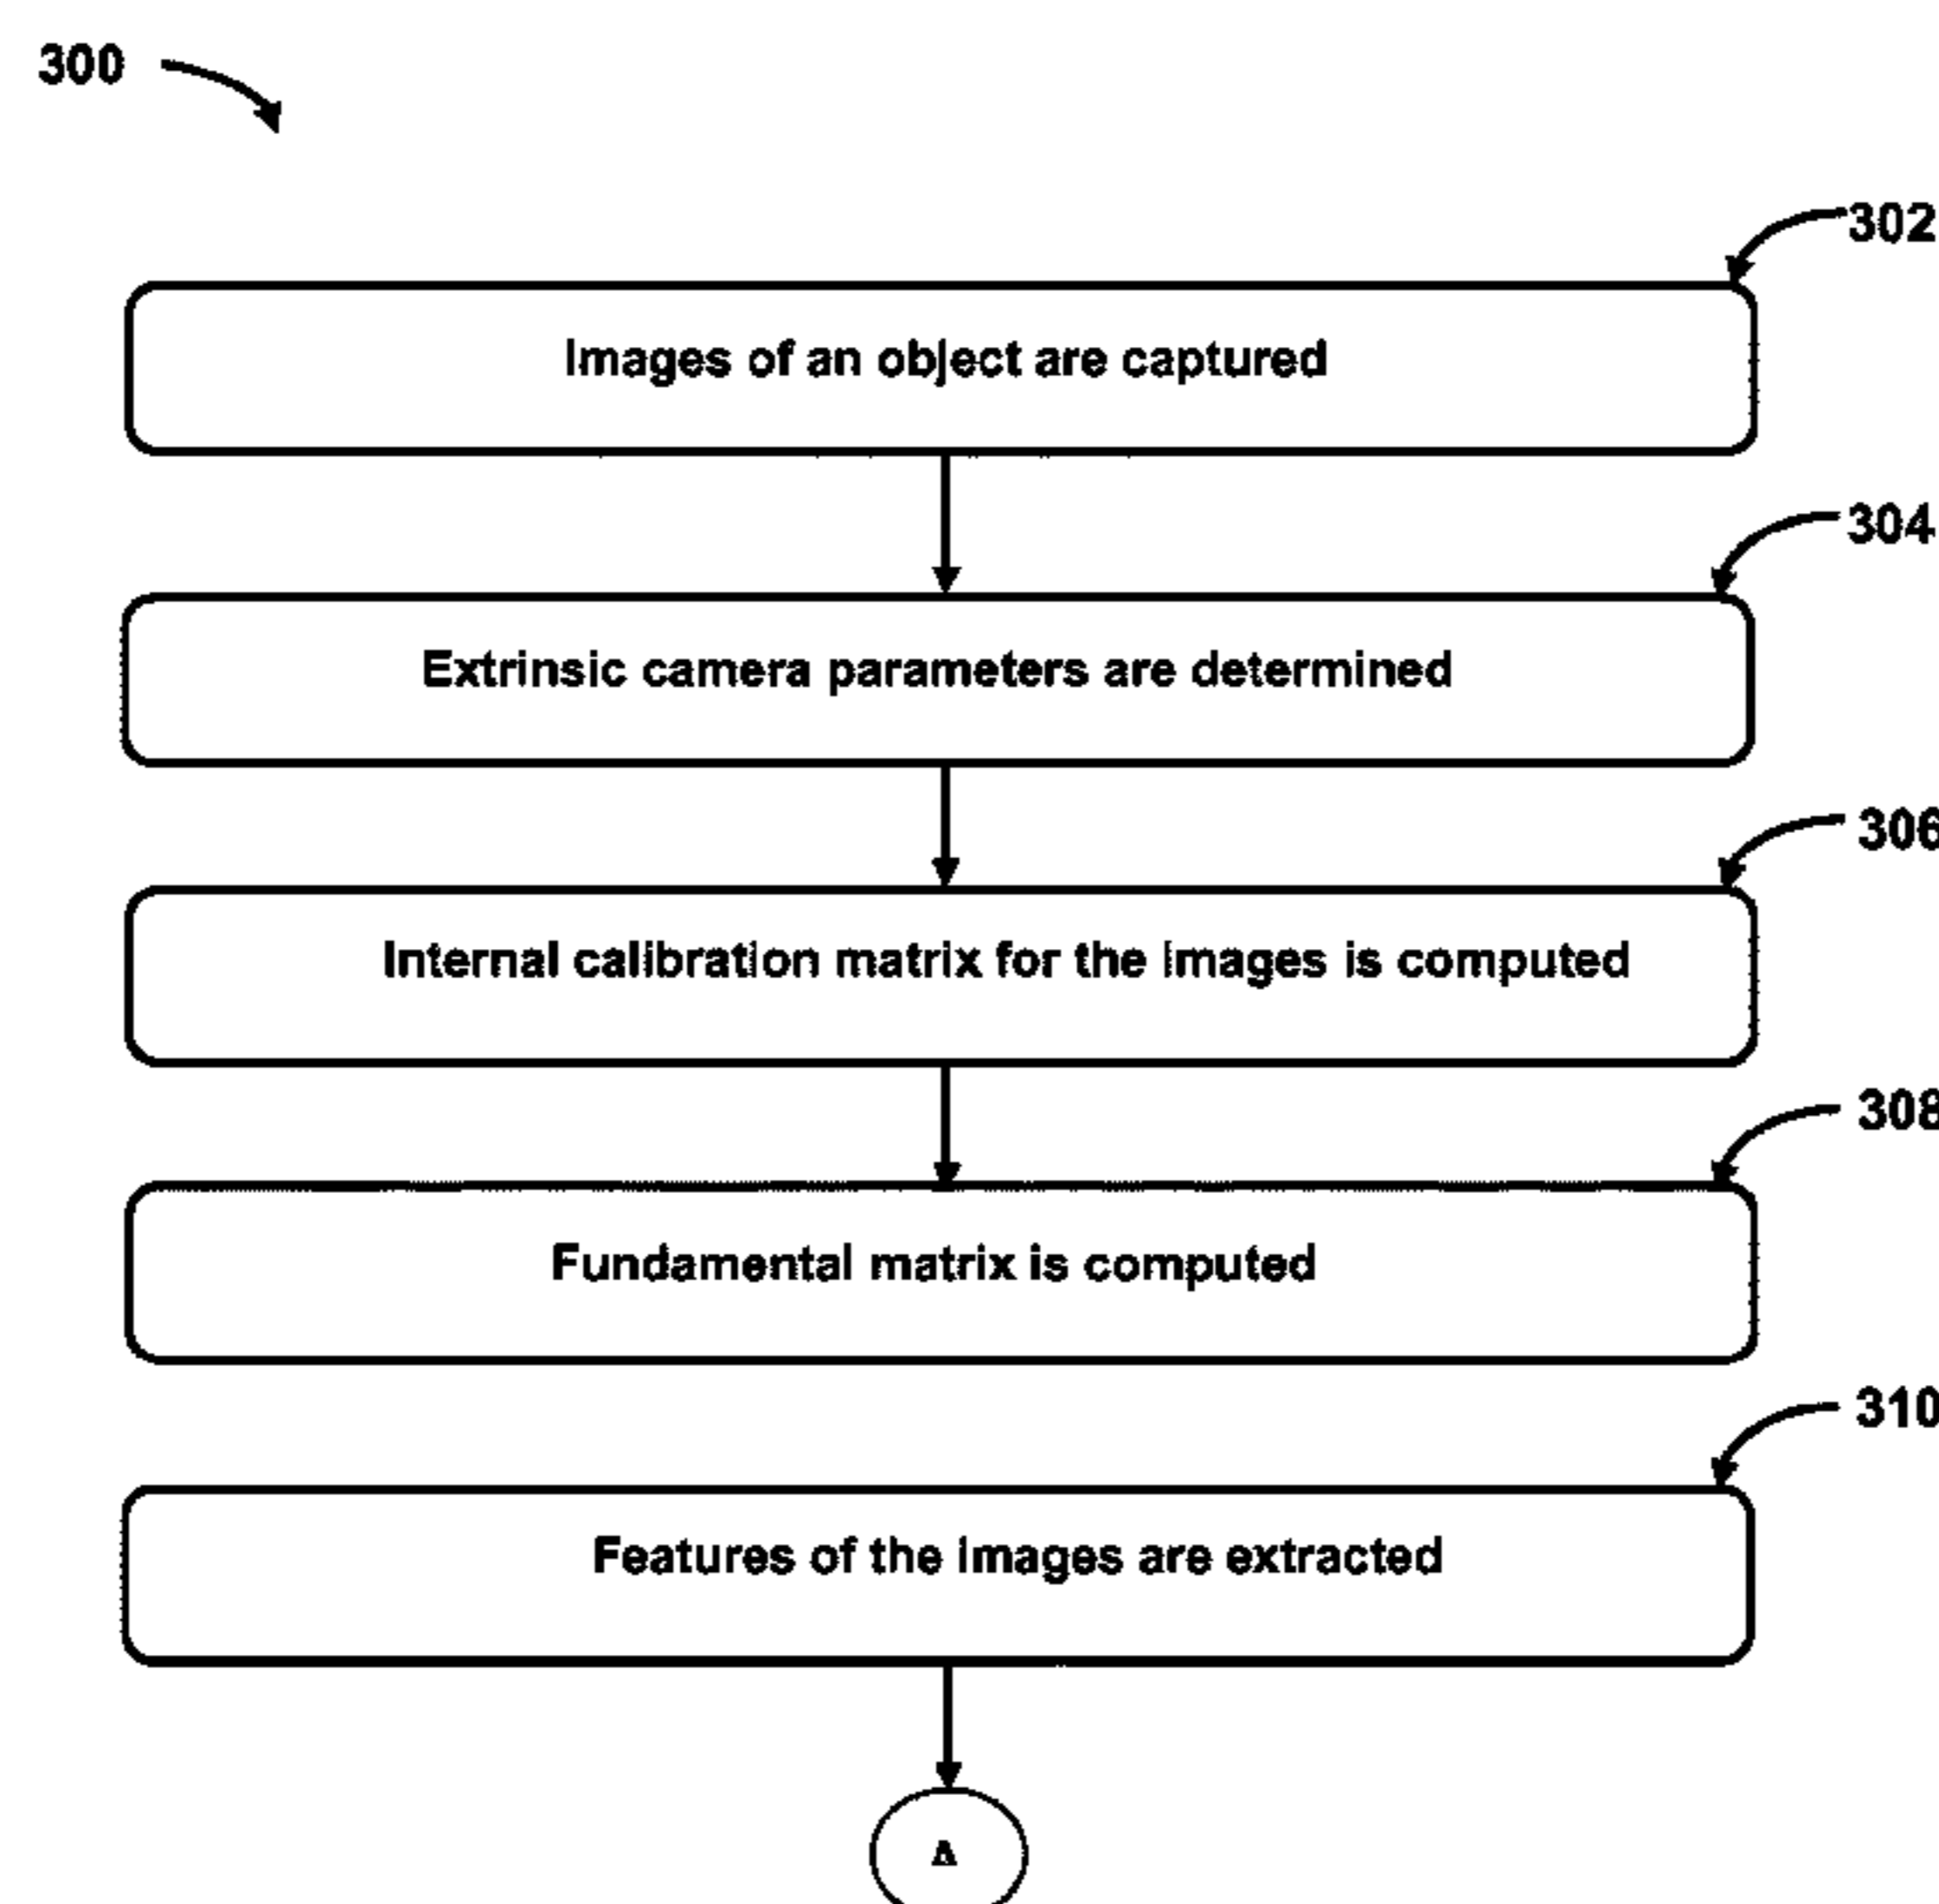 300
302
Images of an object are captured
304
Extrinsic camera parameters are determined
306
Internal calibration matrix for the images is computed
308
Fundamental matrix is computed
310
Features of the images are extracted
A